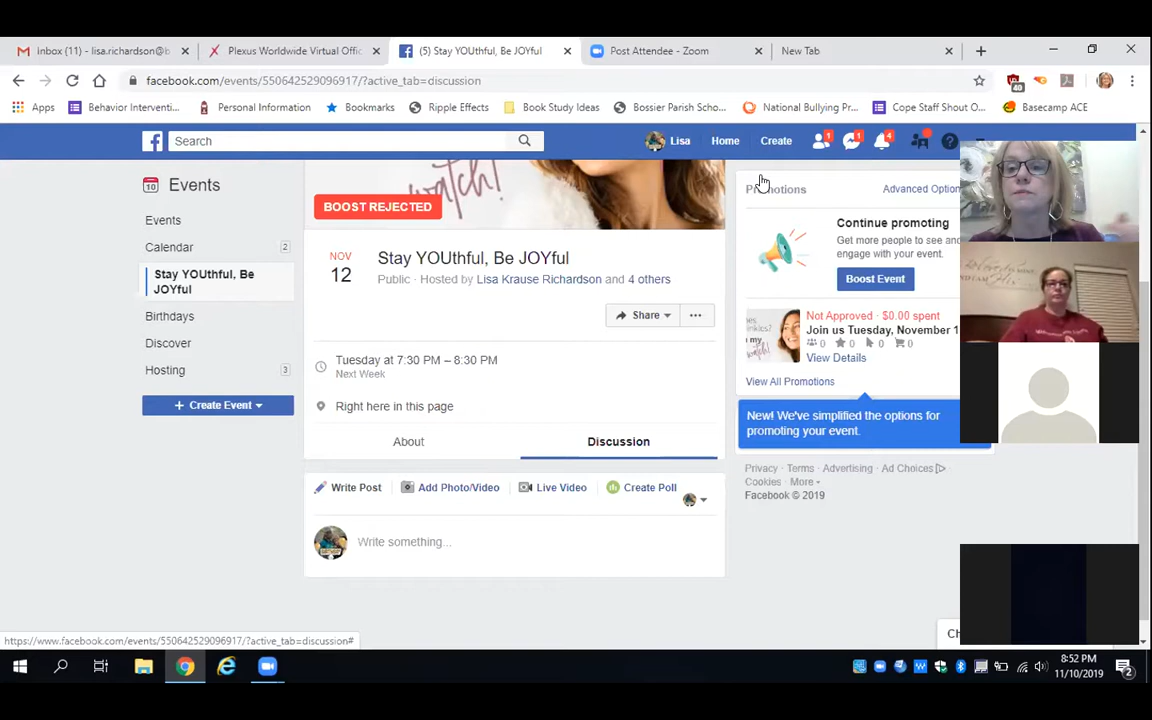 inbox (11) - lisa.richardson@b
Plexus Worldwide Virtual Offic
(5) Stay YOUthful, Be JOYful
Post Attendee - Zoom
New Tab
facebook.com/events/550642529096917/?active_tab=discussion
40
Apps
Behavior Interventi...
Personal Information
Bookmarks
Ripple Effects
Book Study Ideas
Bossier Parish Scho...
National Bullying Pr...
Cope Staff Shout O...
Basecamp ACE
Search
Lisa
Home
Create
1
1
4
10
Events
Events
Calendar 2
Stay YOUthful, Be
JOYful
Birthdays
Discover
Hosting 3
+ Create Event
watch!
BOOST REJECTED
NOV
12
Stay YOUthful, Be JOYful
Public · Hosted by Lisa Krause Richardson and 4 others
Share
Tuesday at 7:30 PM – 8:30 PM
Next Week
Right here in this page
About
Discussion
Write Post
Add Photo/Video
Live Video
Create Poll
Write something...
Promotions
Advanced Option
Continue promoting
Get more people to see and
engage with your event.
Boost Event
Not Approved · $0.00 spent
Join us Tuesday, November 1
0 0 0 0
View Details
View All Promotions
New! We've simplified the options for
promoting your event.
Privacy · Terms · Advertising · Ad Choices
Cookies · More
Facebook © 2019
Ch
https://www.facebook.com/events/550642529096917/?active_tab=discussion#
8:52 PM
11/10/2019
2